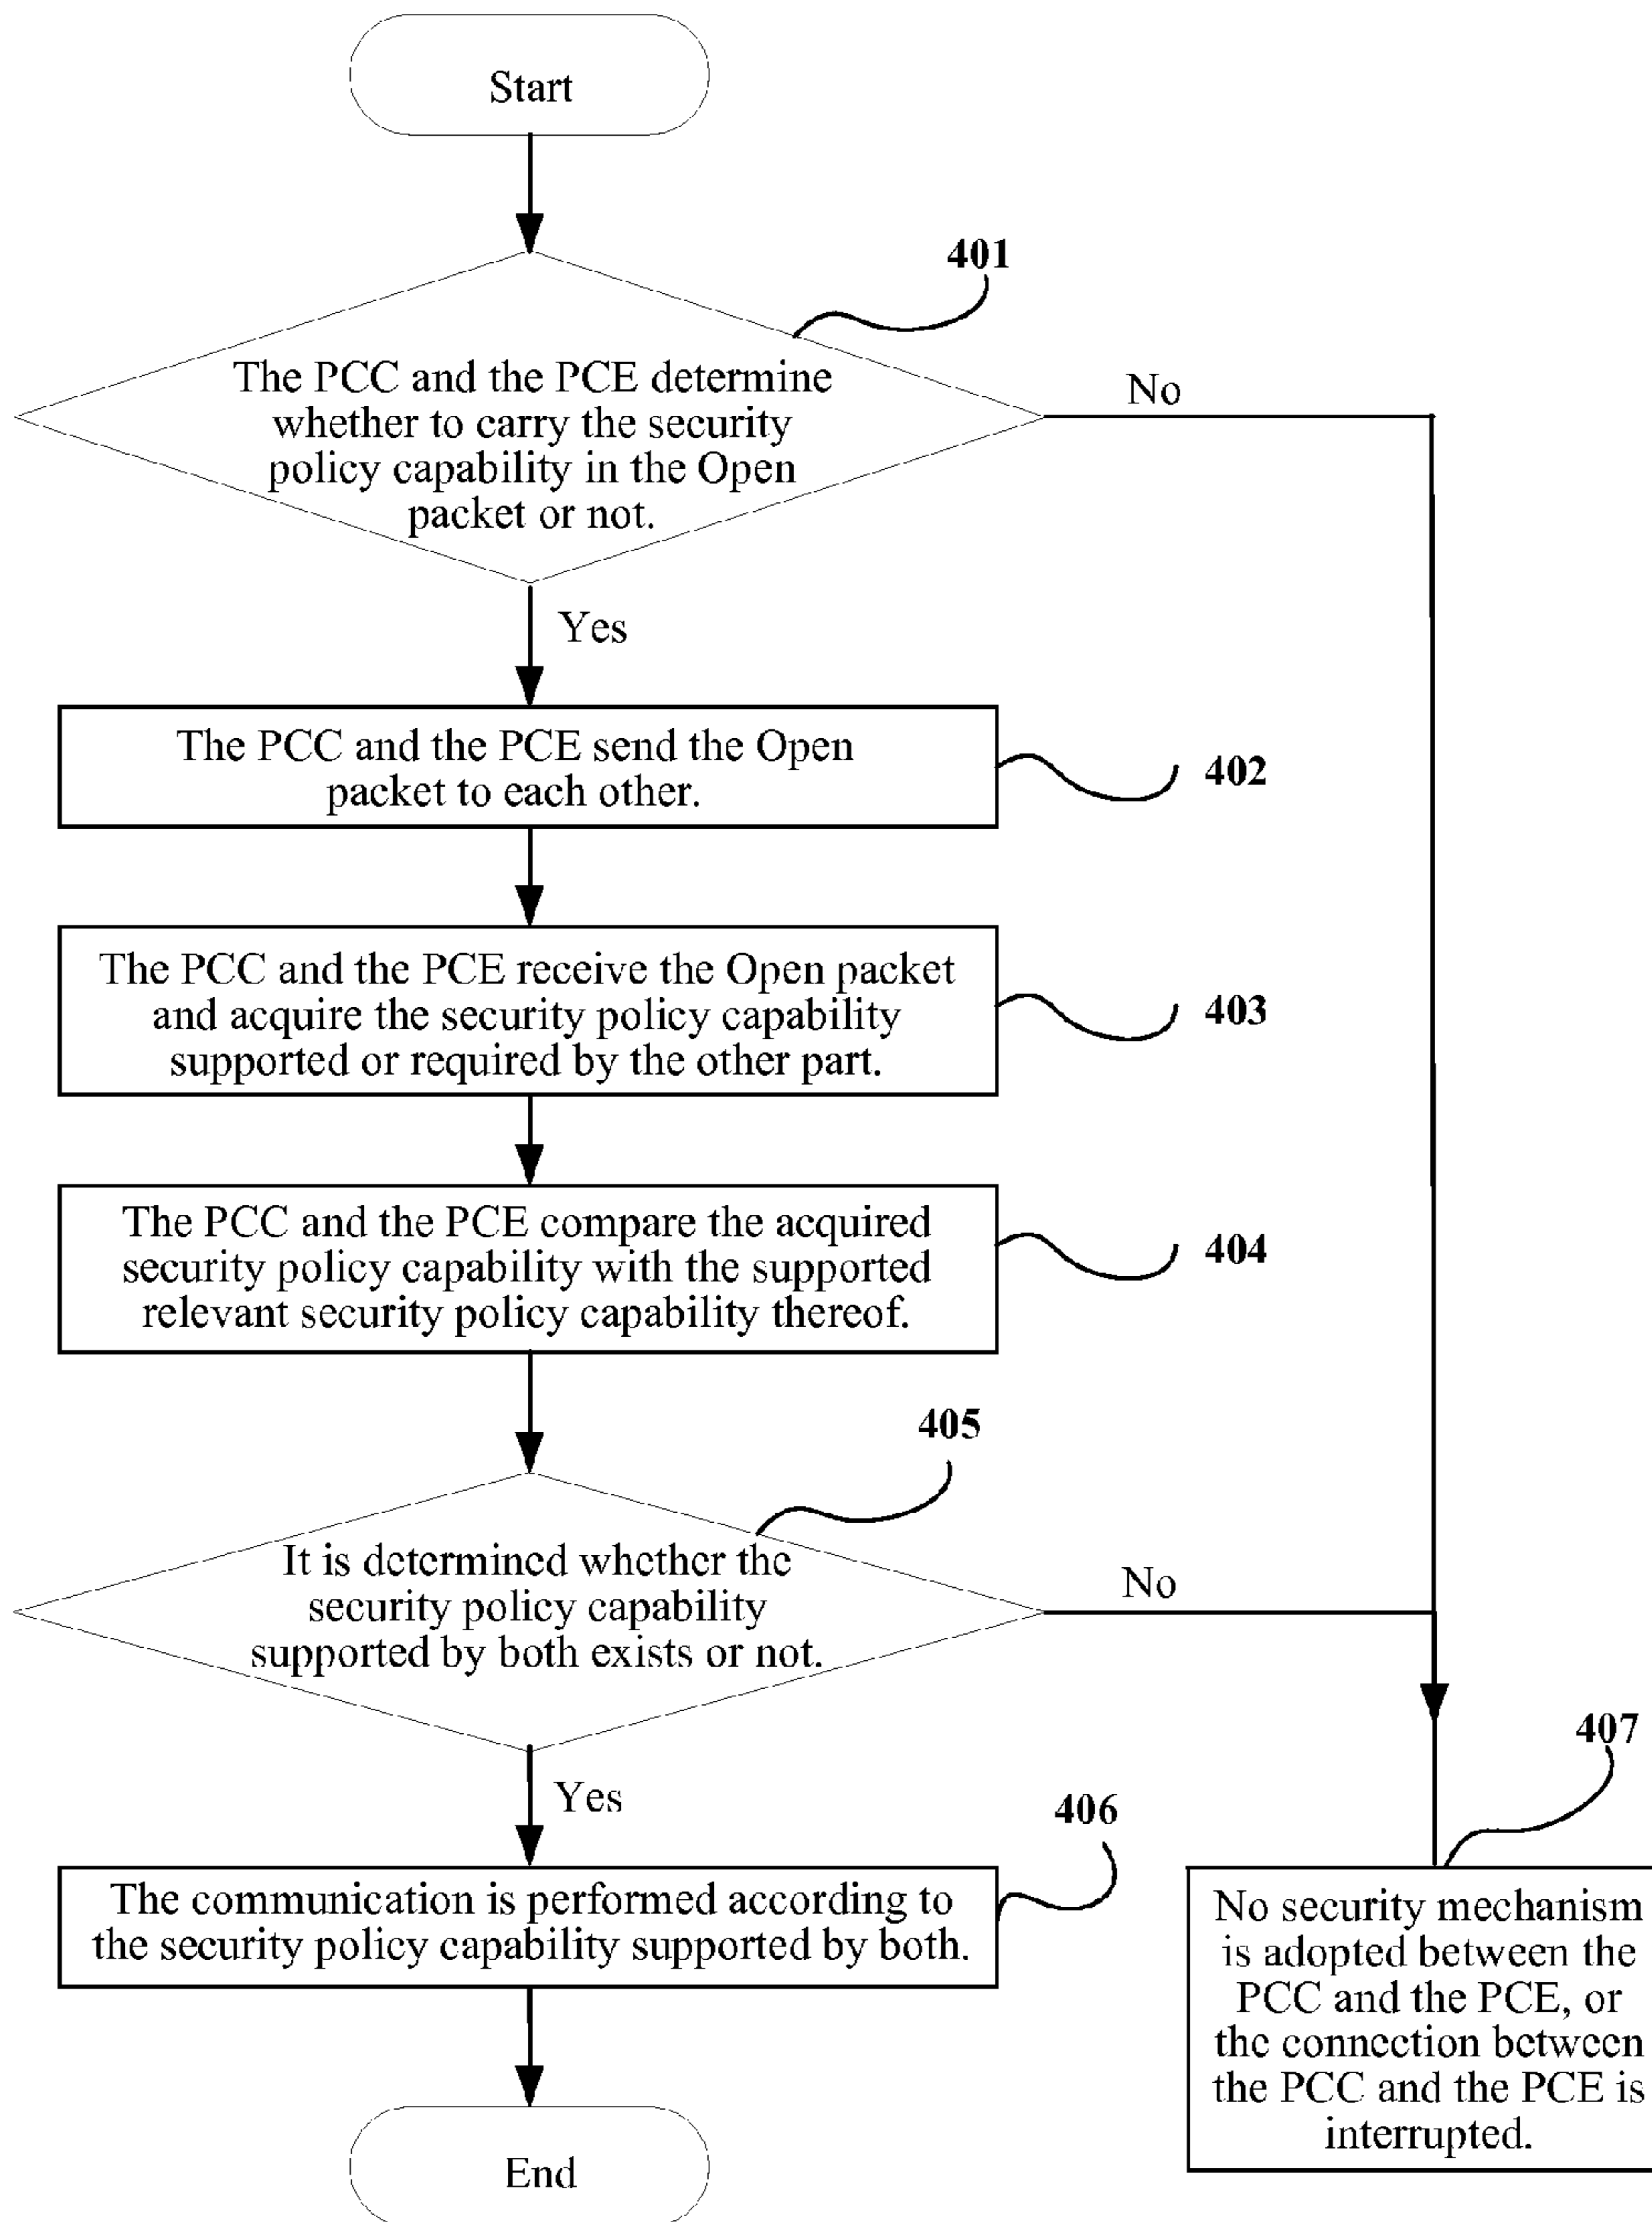 Start
401
The PCC and the PCE determine
whether to carry the security
policy capability in the Open
packet or not.
No
Yes
The PCC and the PCE send the Open
packet to each other.
402
The PCC and the PCE receive the Open packet
and acquire the security policy capability
supported or required by the other part.
403
The PCC and the PCE compare the acquired
security policy capability with the supported
relevant security policy capability thereof.
404
405
It is determined whether the
security policy capability
supported by both exists or not.
No
Yes
406
The communication is performed according to
the security policy capability supported by both.
407
No security mechanism
is adopted between the
PCC and the PCE, or
the connection between
the PCC and the PCE is
interrupted.
End